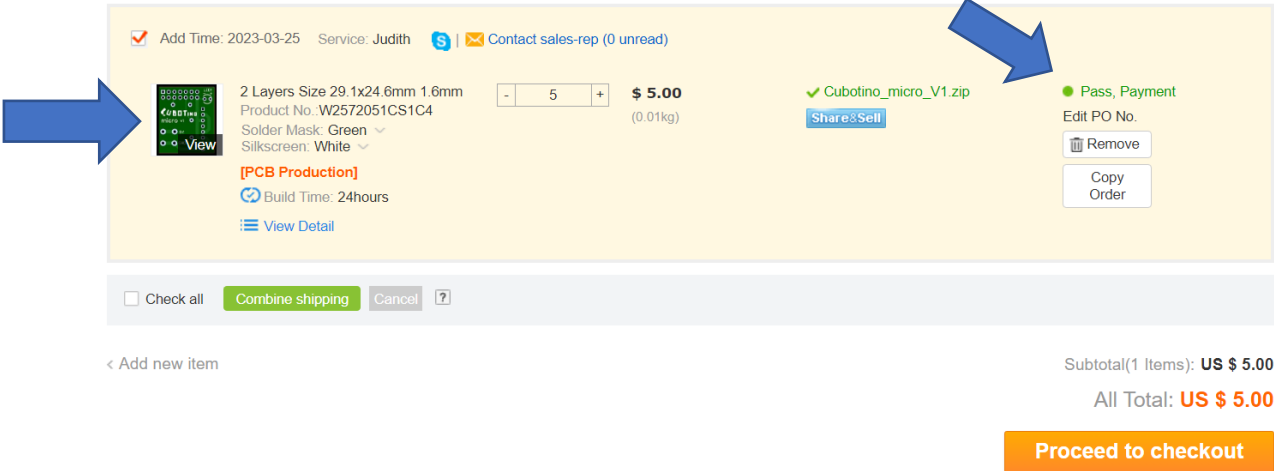 Add Time: 2023-03-25 Service: Judith S | Contact sales-rep (0 unread)
2 Layers Size 29.1x24.6mm 1.6mm - 5 + $ 5.00 Cubotino_micro_V1.zip Pass, Payment
Product No.:W2572051CS1C4 (0.01kg) Share&Sell Edit PO No.
Solder Mask: Green Remove
Silkscreen: White
CUBOTino
micro
View
[PCB Production] Copy Order
Build Time: 24hours
View Detail
Check all Combine shipping Cancel ?
< Add new item Subtotal(1 Items): US $ 5.00
All Total: US $ 5.00
Proceed to checkout